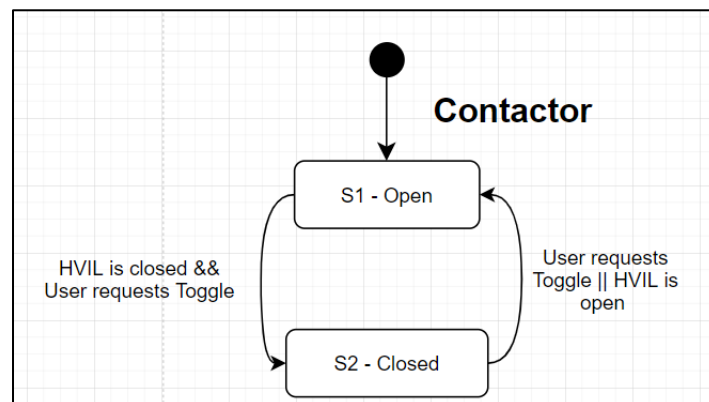 Contactor
S1 - Open
HVIL is closed &&
User requests Toggle
User requests
Toggle || HVIL is
open
S2 - Closed